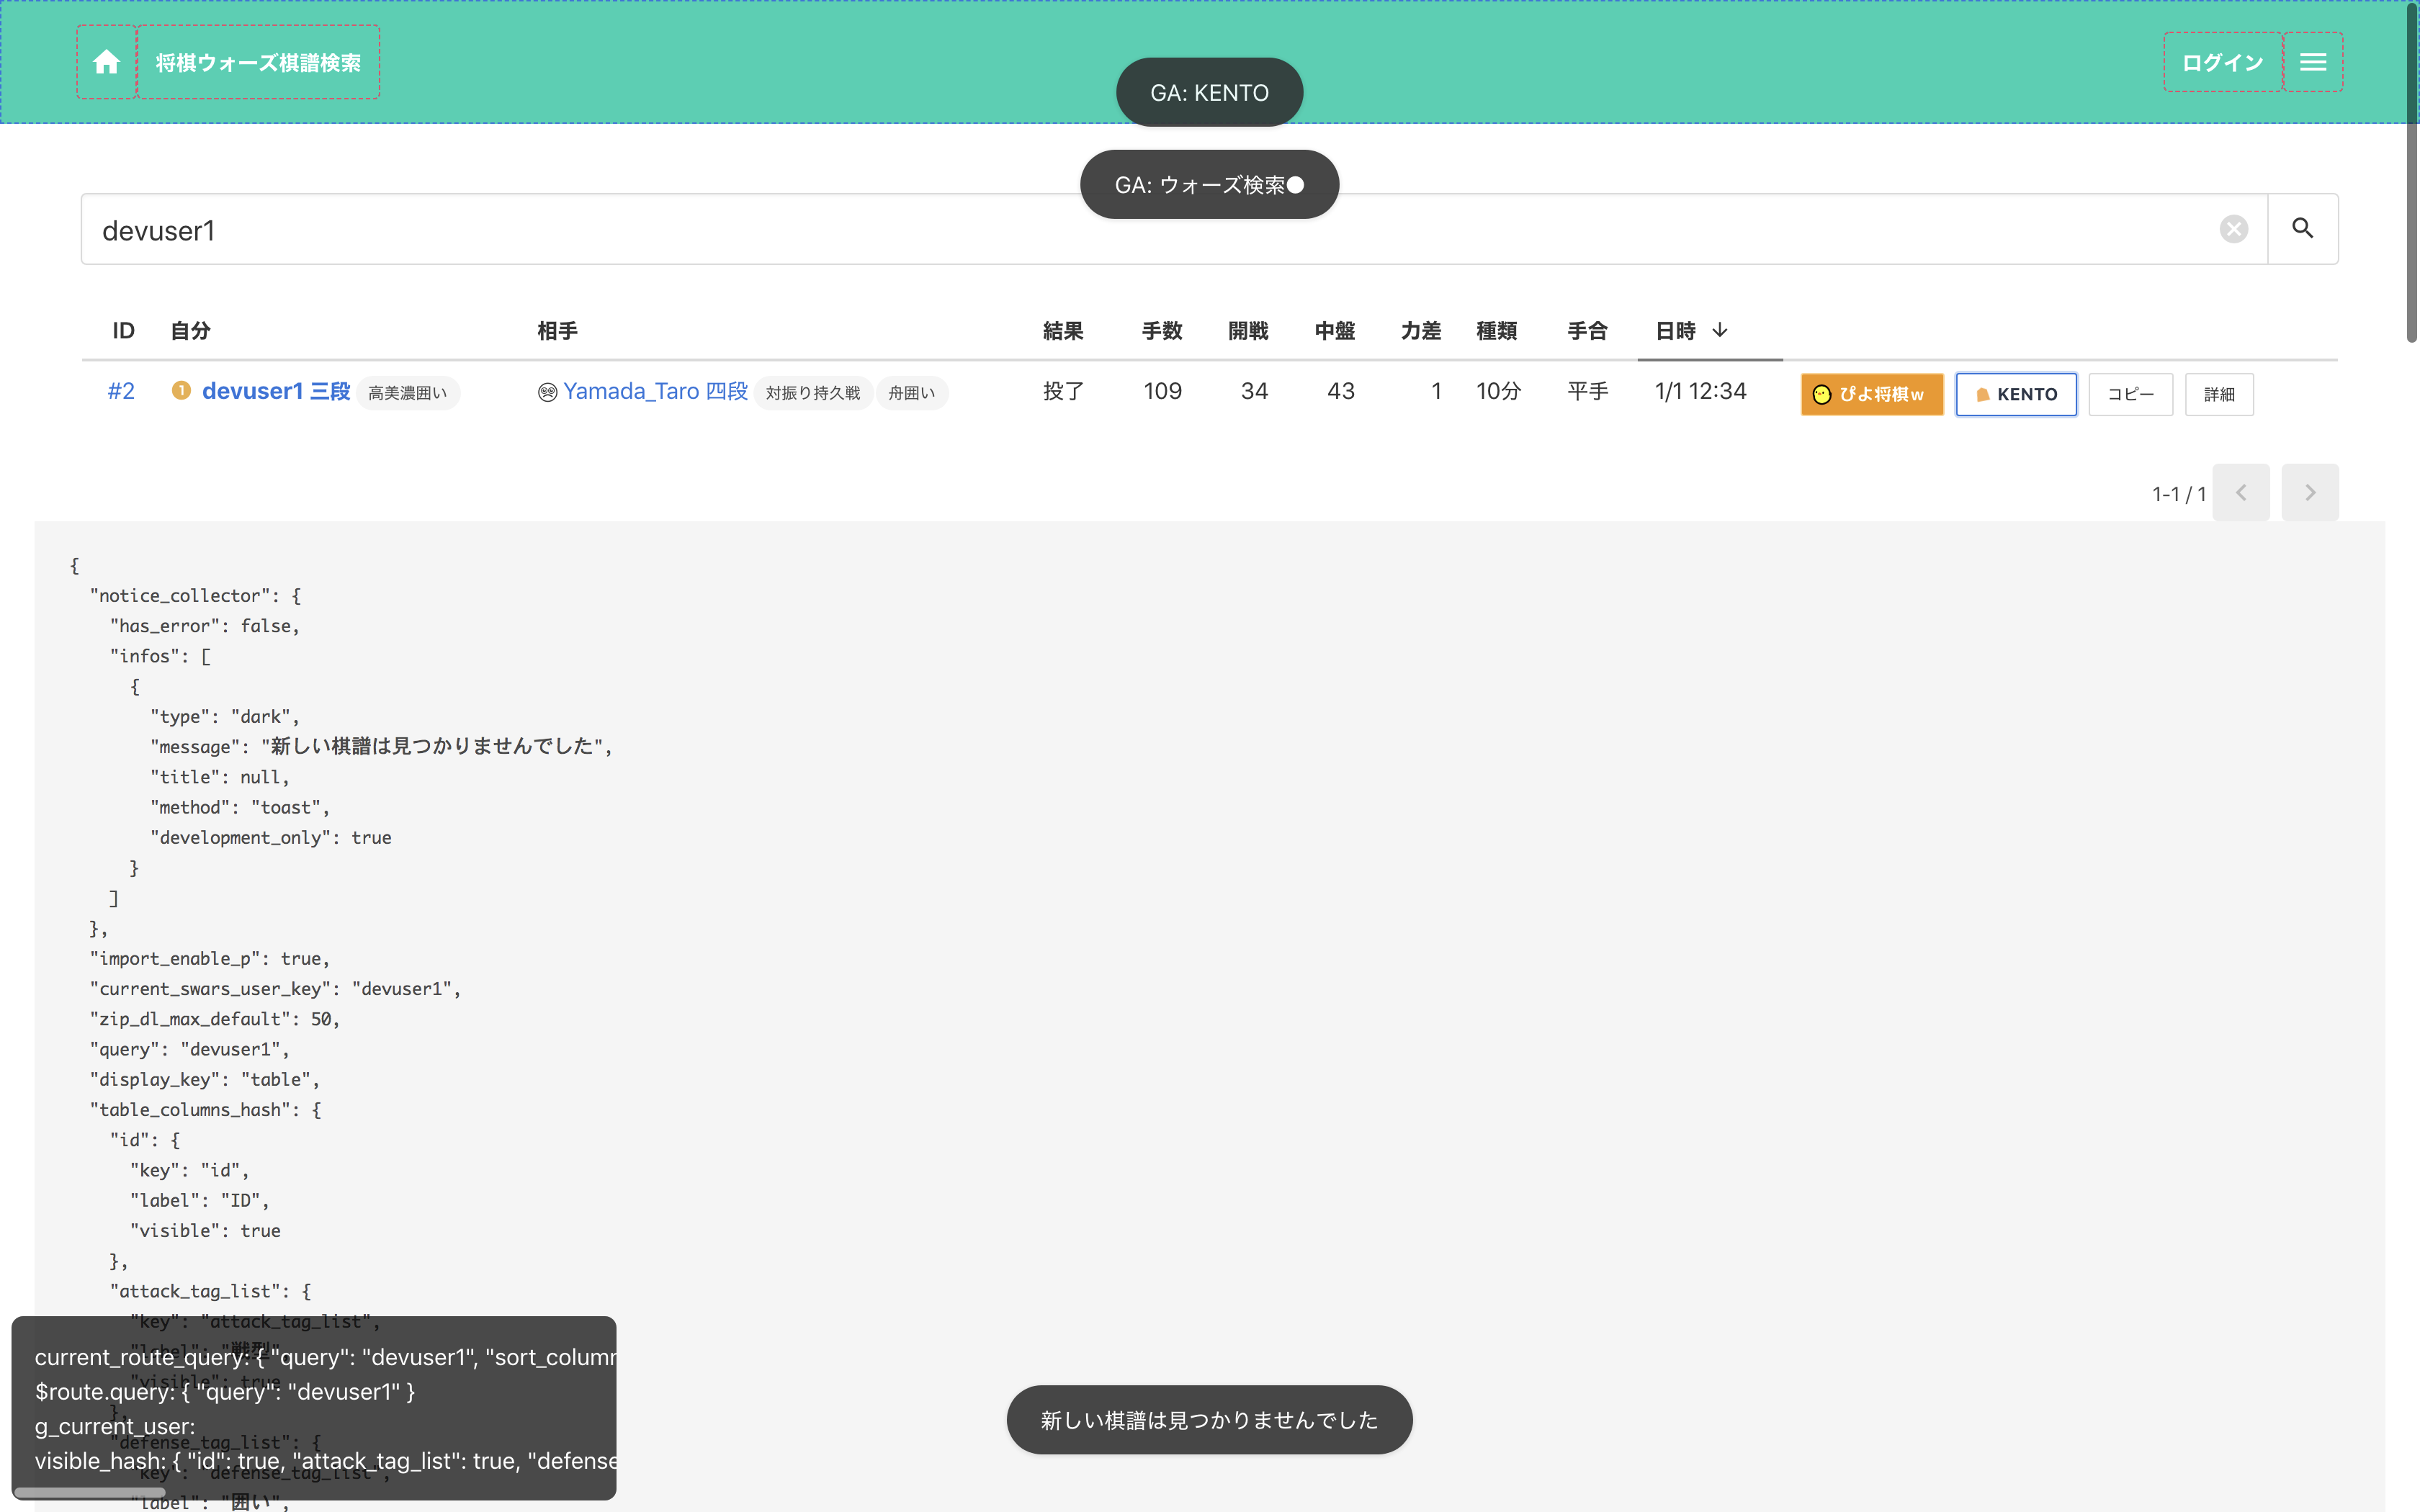 将棋ウォーズ棋譜検索
ログイン
GA: KENTO
GA: ウォーズ検索●
devuser1
ID 自分 相手 結果 手数 開戦 中盤 力差 種類 手合 日時
#2 1 devuser1 三段 高美濃囲い Yamada_Taro 四段 対振り持久戦 舟囲い 投了 109 34 43 1 10分 平手 1/1 12:34 ぴよ将棋w KENTO コピー 詳細
1-1 / 1
{
"notice_collector": {
"has_error": false,
"infos": [
{
"type": "dark",
"message": "新しい棋譜は見つかりませんでした",
"title": null,
"method": "toast",
"development_only": true
}
]
},
"import_enable_p": true,
"current_swars_user_key": "devuser1",
"zip_dl_max_default": 50,
"query": "devuser1",
"display_key": "table",
"table_columns_hash": {
"id": {
"key": "id",
"label": "ID",
"visible": true
},
"attack_tag_list": {
"key": "attack_tag_list",
"label": "戦型",
"visible": true
},
"defense_tag_list": {
"key": "defense_tag_list",
"label": "囲い",
current_route_query: { "query": "devuser1", "sort_column
$route.query: { "query": "devuser1" }
g_current_user:
visible_hash: { "id": true, "attack_tag_list": true, "defense
新しい棋譜は見つかりませんでした